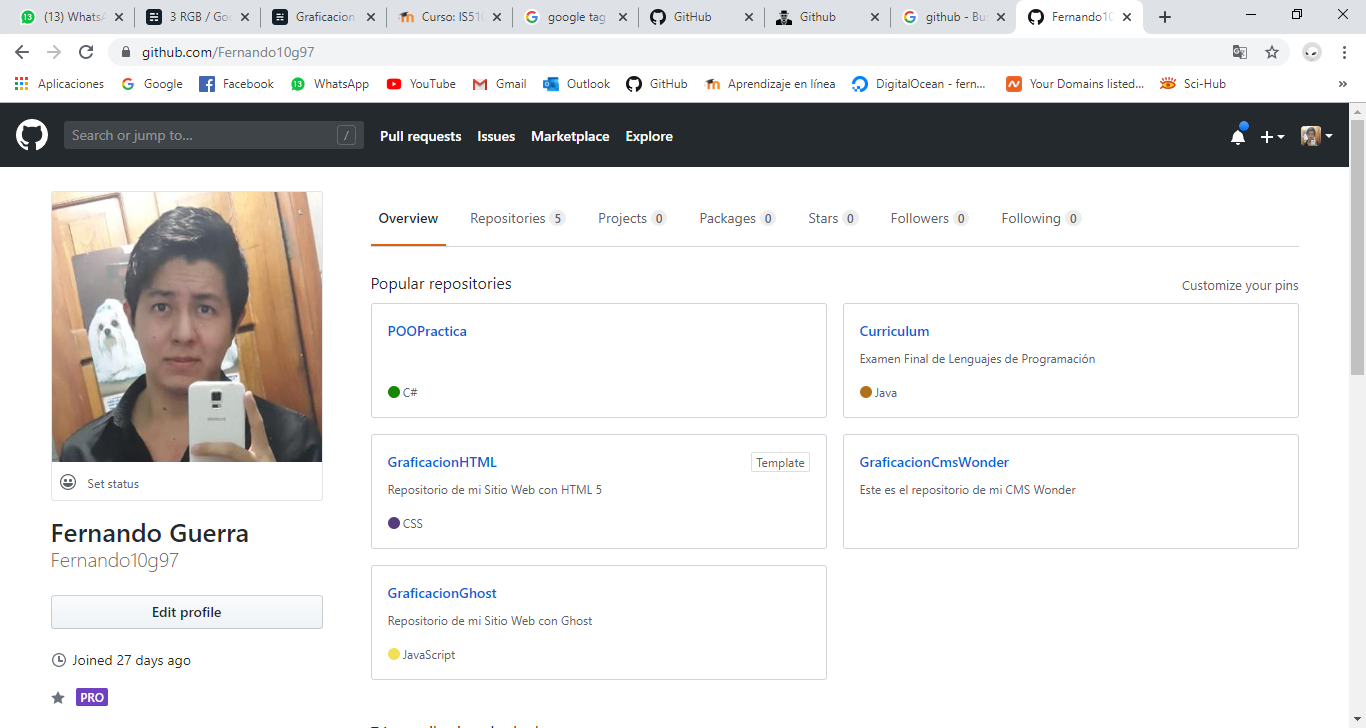 (13) Whats
3 RGB / Go
Graficacion
Curso: IS51
google tag
GitHub
Github
github - Bu
Fernando10
github.com/Fernando10g97
Aplicaciones
Google
Facebook
13
WhatsApp
YouTube
Gmail
Outlook
GitHub
Aprendizaje en línea
DigitalOcean - fern...
Your Domains listed...
Sci-Hub
»
Search or jump to...
/
Pull requests
Issues
Marketplace
Explore
Overview
Repositories 5
Projects 0
Packages 0
Stars 0
Followers 0
Following 0
Popular repositories
Customize your pins
POOPractica
C#
Curriculum
Examen Final de Lenguajes de Programación
Java
GraficacionHTML
Template
Repositorio de mi Sitio Web con HTML 5
CSS
GraficacionCmsWonder
Este es el repositorio de mi CMS Wonder
GraficacionGhost
Repositorio de mi Sitio Web con Ghost
JavaScript
Set status
Fernando Guerra
Fernando10g97
Edit profile
Joined 27 days ago
PRO